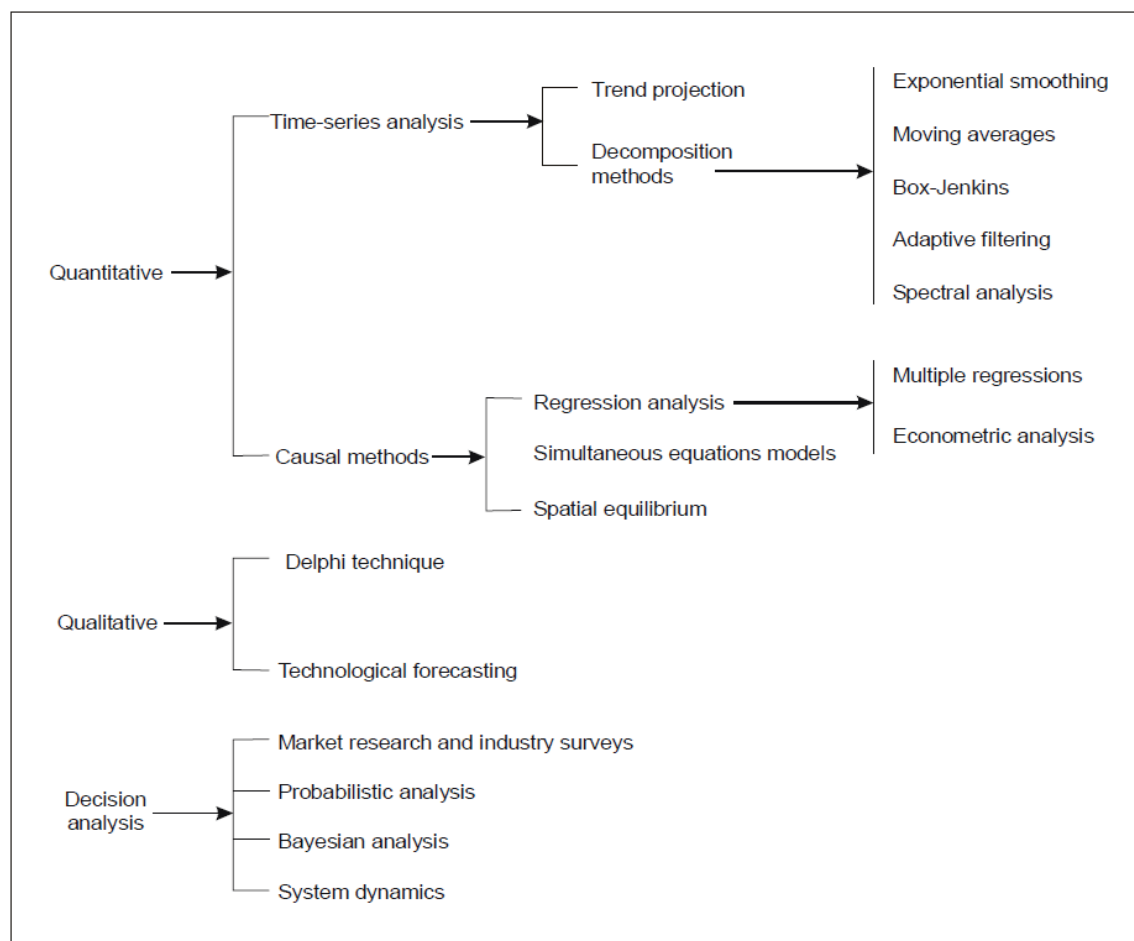 Trend projection
Exponential smoothing
Time-series analysis
Moving averages
Decomposition
methods
Box-Jenkins
Adaptive filtering
Quantitative
Spectral analysis
Multiple regressions
Regression analysis
Econometric analysis
Causal methods
Simultaneous equations models
Spatial equilibrium
Delphi technique
Qualitative
Technological forecasting
Market research and industry surveys
Probabilistic analysis
Decision
analysis
Bayesian analysis
System dynamics